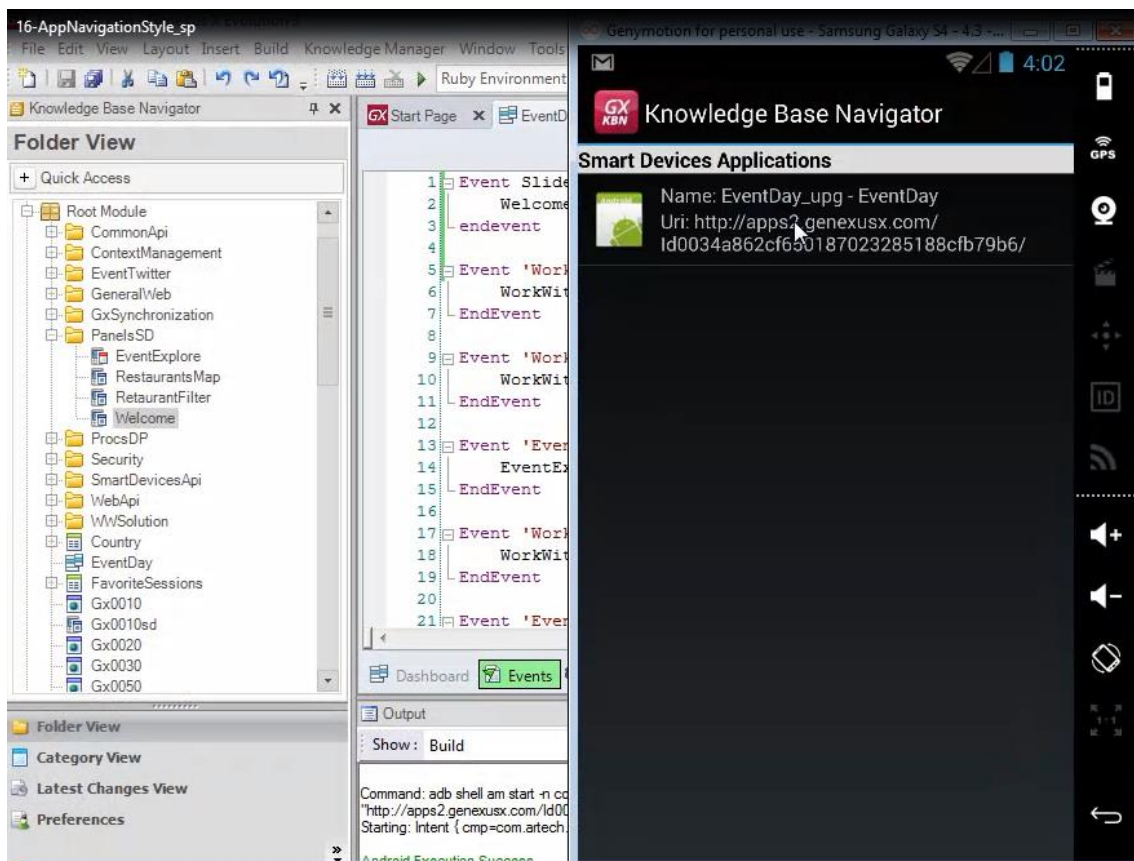 16-AppNavigationStyle_sp
File Edit View Layout Insert Build Knowledge Manager Window Tools
Ruby Environment
Knowledge Base Navigator
Folder View
Quick Access
Root Module
CommonApi
ContextManagement
EventTwitter
GeneralWeb
GxSynchronization
PanelsSD
EventExplore
RestaurantsMap
RetaurantFilter
Welcome
ProcsDP
Security
SmartDevicesApi
WebApi
WWSolution
Country
EventDay
FavoriteSessions
Gx0010
Gx0010sd
Gx0020
Gx0030
Gx0050
Folder View
Category View
Latest Changes View
Preferences
GX Start Page EventD
1 Event Slide
2 Welcome
3 endevent
4
5 Event 'Work
6 WorkWit
7 EndEvent
8
9 Event 'Work
10 WorkWit
11 EndEvent
12
13 Event 'Even
14 EventEx
15 EndEvent
16
17 Event 'Work
18 WorkWit
19 EndEvent
20
21 Event 'Even
Dashboard Events
Output
Show: Build
Command: adb shell am start -n co
"http://apps2.genexusx.com/Id00
Starting: Intent { cmp=com.artech.
Android Execution Success
Genymotion for personal use - Samsung Galaxy S4 - 4.3 -...
4:02
GX KBN Knowledge Base Navigator
Smart Devices Applications
Android
Name: EventDay_upg - EventDay
Uri: http://apps2.genexusx.com/
Id0034a862cf650187023285188cfb79b6/
GPS
ID
1:1